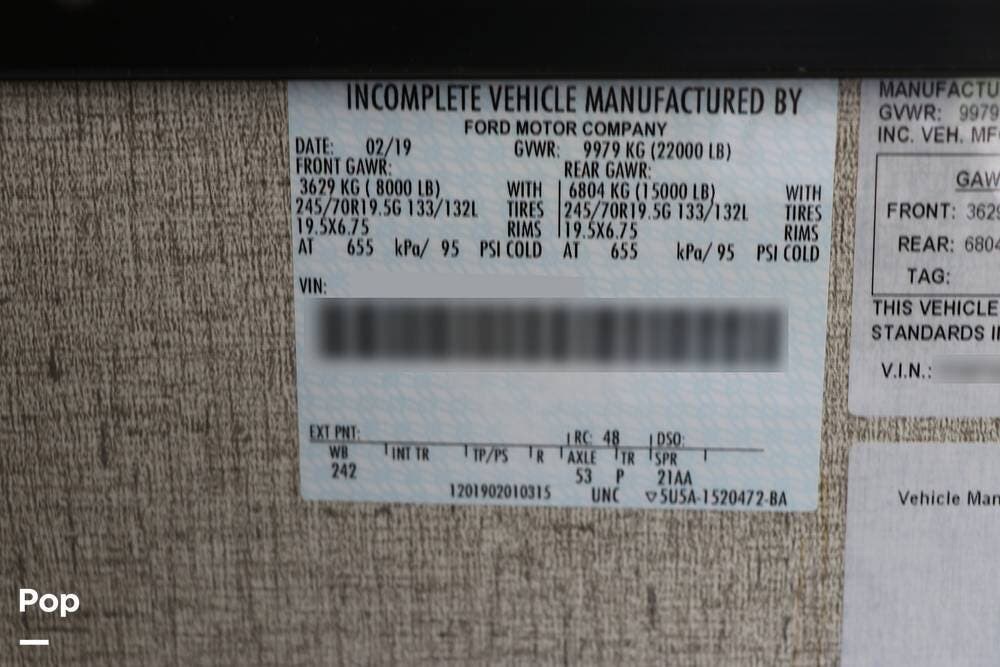 INCOMPLETE VEHICLE MANUFACTURED BY
FORD MOTOR COMPANY
DATE: 02/19 GVWR: 9979 KG (22000 LB)
FRONT GAWR: REAR GAWR:
3629 KG ( 8000 LB) WITH 6804 KG (15000 LB) WITH
245/70R19.5G 133/132L TIRES 245/70R19.5G 133/132L TIRES
19.5X6.75 RIMS 19.5X6.75 RIMS
AT 655 kPa/ 95 PSI COLD AT 655 kPa/ 95 PSI COLD
VIN:
EXT PNT: RC: 48 DSO:
WB INT TR TP/PS R AXLE TR SPR
242 53 P 21AA
1201902010315 UNC ▽5U5A-1520472-BA
MANUFACTU
GVWR: 9979
INC. VEH. MF
GAW
FRONT: 3629
REAR: 6804
TAG:
THIS VEHICLE
STANDARDS I
V.I.N.:
Vehicle Man
Pop